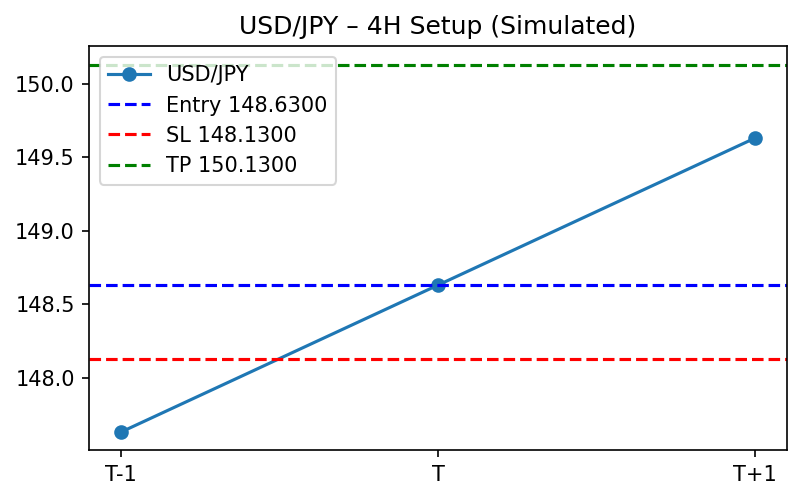 USD/JPY – 4H Setup (Simulated)
USD/JPY
Entry 148.6300
SL 148.1300
TP 150.1300
150.0
149.5
149.0
148.5
148.0
T-1 T T+1